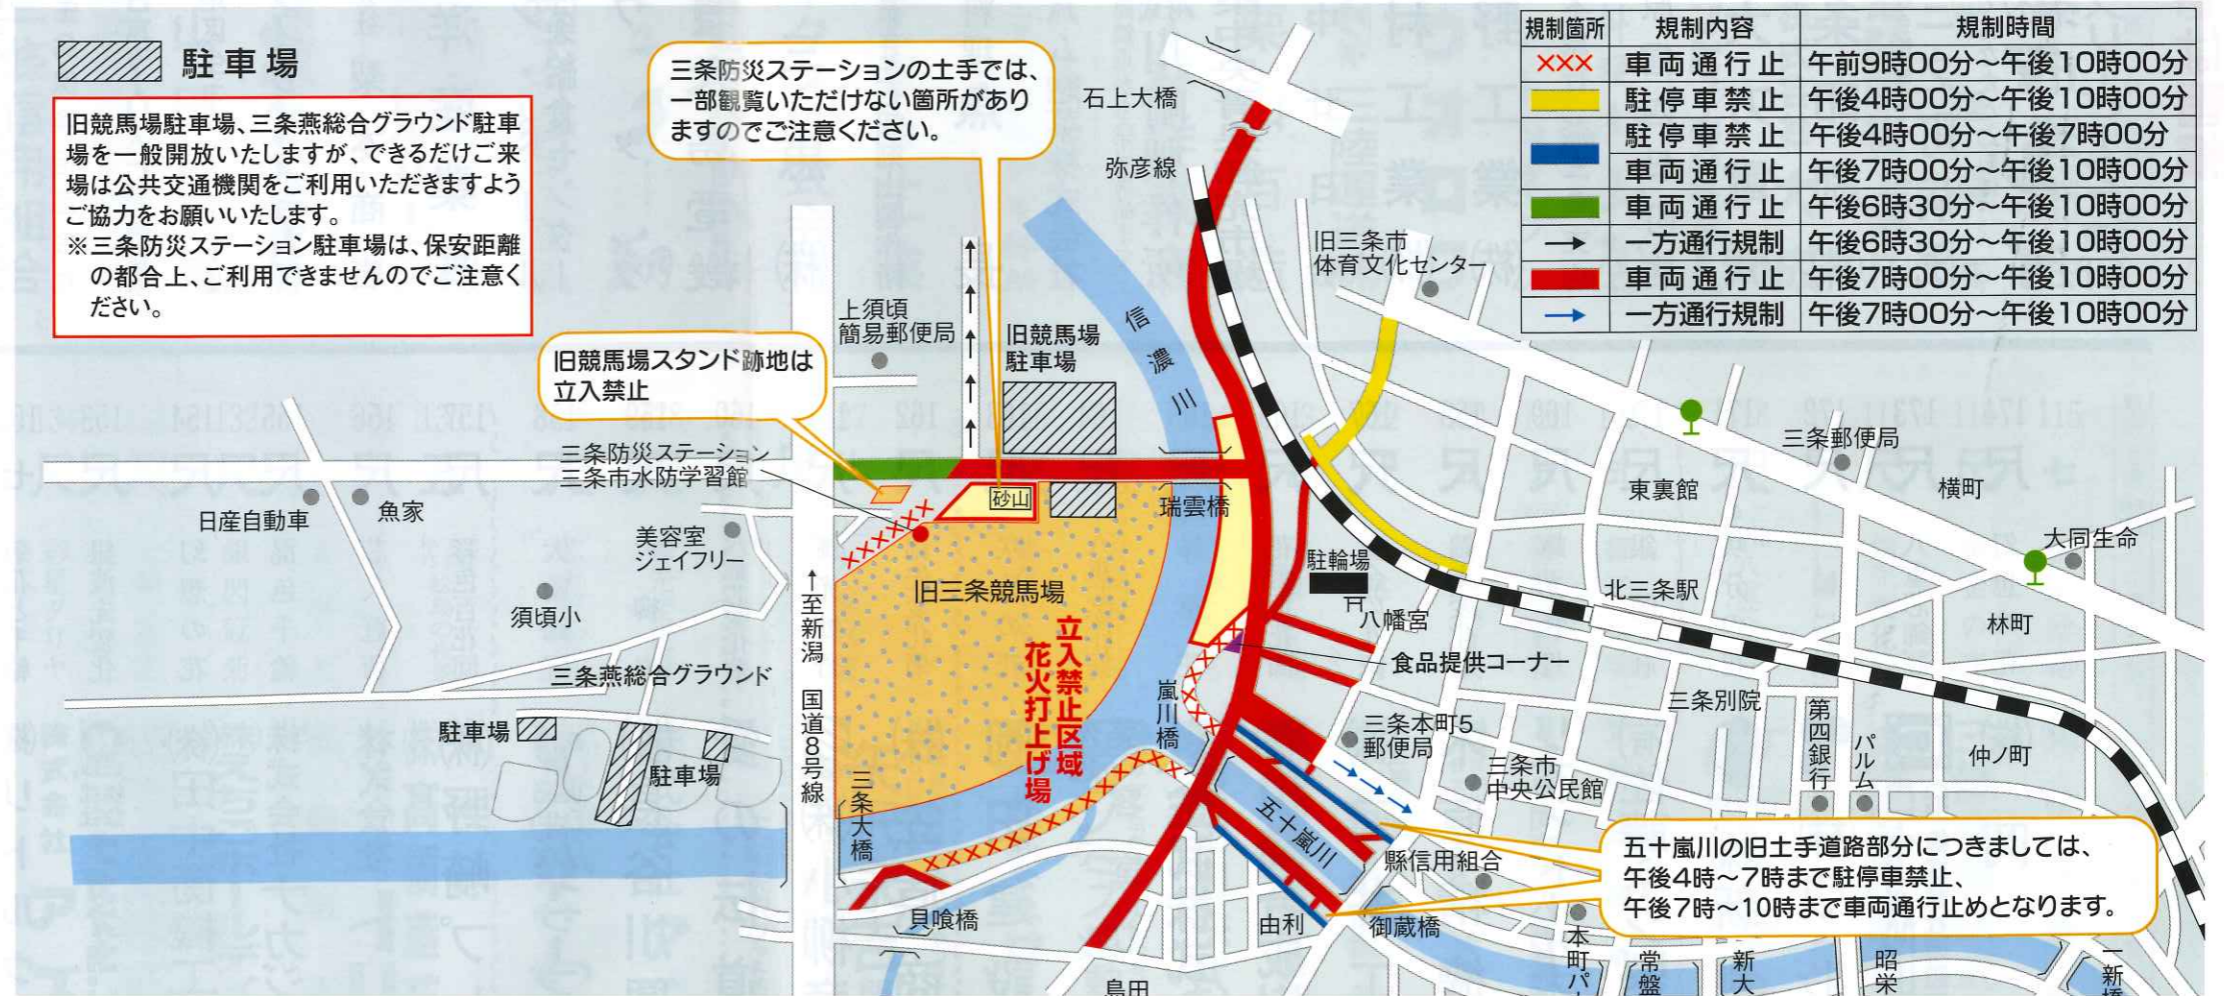 駐車場
旧競馬場駐車場、三条燕総合グラウンド駐車
場を一般開放いたしますが、できるだけご来
場は公共交通機関をご利用いただきますよう
ご協力をお願いいたします。
※三条防災ステーション駐車場は、保安距離
の都合上、ご利用できませんのでご注意く
ださい。
三条防災ステーションの土手では、
一部観覧いただけない箇所があり
ますのでご注意ください。
旧競馬場スタンド跡地は
立入禁止
規制箇所 規制内容 規制時間
××× 車両通行止 午前9時00分〜午後10時00分
駐停車禁止 午後4時00分〜午後10時00分
駐停車禁止 午後4時00分〜午後7時00分
車両通行止 午後7時00分〜午後10時00分
車両通行止 午後6時30分〜午後10時00分
→ 一方通行規制 午後6時30分〜午後10時00分
車両通行止 午後7時00分〜午後10時00分
→ 一方通行規制 午後7時00分〜午後10時00分
石上大橋
弥彦線
信濃川
旧三条市
体育文化センター
上須頃
簡易郵便局
旧競馬場
駐車場
三条防災ステーション
三条市水防学習館
砂山
瑞雲橋
日産自動車
魚家
美容室
ジェイフリー
須頃小
旧三条競馬場
立入禁止区域
花火打上げ場
↑至新潟 国道8号線
三条燕総合グラウンド
駐車場
駐車場
三条大橋
嵐川橋
駐輪場
八幡宮
食品提供コーナー
三条郵便局
東裏館
横町
大同生命
北三条駅
林町
三条別院
三条本町5
郵便局
三条市
中央公民館
第四銀行
パルム
仲ノ町
五十嵐川
縣信用組合
五十嵐川の旧土手道路部分につきましては、
午後4時〜7時まで駐停車禁止、
午後7時〜10時まで車両通行止めとなります。
貝喰橋
由利
御蔵橋
島田
本町パ
常盤
新大
昭栄
一新橋